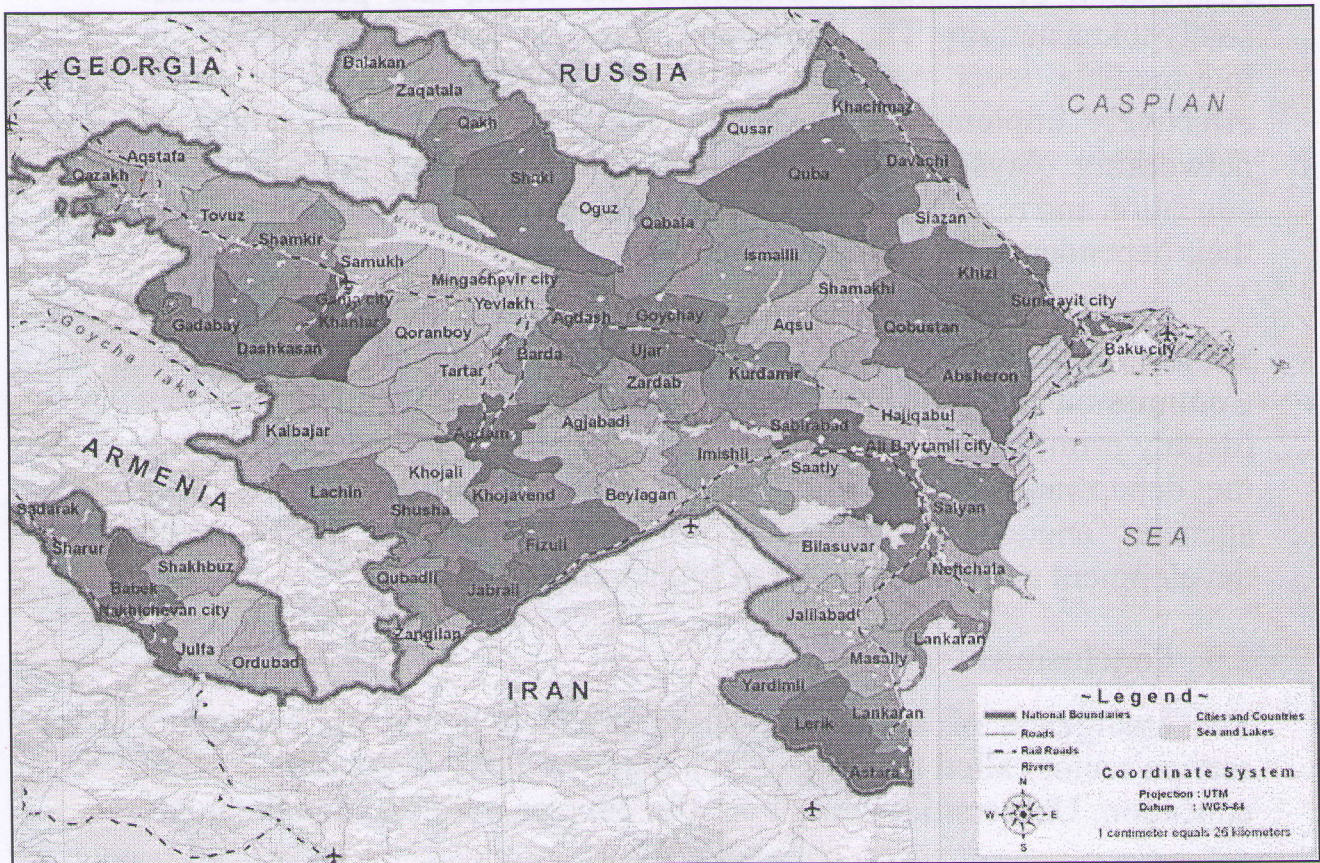 GEORGIA
RUSSIA
CASPIAN
SEA
ARMENIA
IRAN
Goycha lake
Balakan
Zaqatala
Qakh
Qusar
Khachmaz
Aqstafa
Qazakh
Shaki
Quba
Davachi
Oguz
Siazan
Tovuz
Qabala
Shamkir
Ismailli
Samukh
Khizi
Mingachevir city
Shamakhi
Sumqayit city
Ganja city
Yevlakh
Khanlar
Agdash
Goychay
Gadabay
Qoranboy
Aqsu
Qobustan
Dashkasan
Ujar
Baku city
Barda
Tartar
Zardab
Kurdamir
Absheron
Hajiqabul
Kalbajar
Agdam
Agjabadi
Sabirabad
Ali Bayramli city
Imishli
Khojali
Saatly
Lachin
Khojavend
Beylagan
Shusha
Salyan
Sadarak
Fizuli
Bilasuvar
Sharur
Shakhbuz
Neftchala
Babek
Qubadli
Jabrail
Nakhichevan city
Jalilabad
Zangilan
Lankaran
Julfa
Masally
Ordubad
Yardimli
Lankaran
Lerik
Astara
~Legend~
National Boundaries
Cities and Countries
Roads
Sea and Lakes
Rail Roads
Rivers
Coordinate System
Projection : UTM
Datum : WGS-84
N
W
E
S
1 centimeter equals 26 kilometers